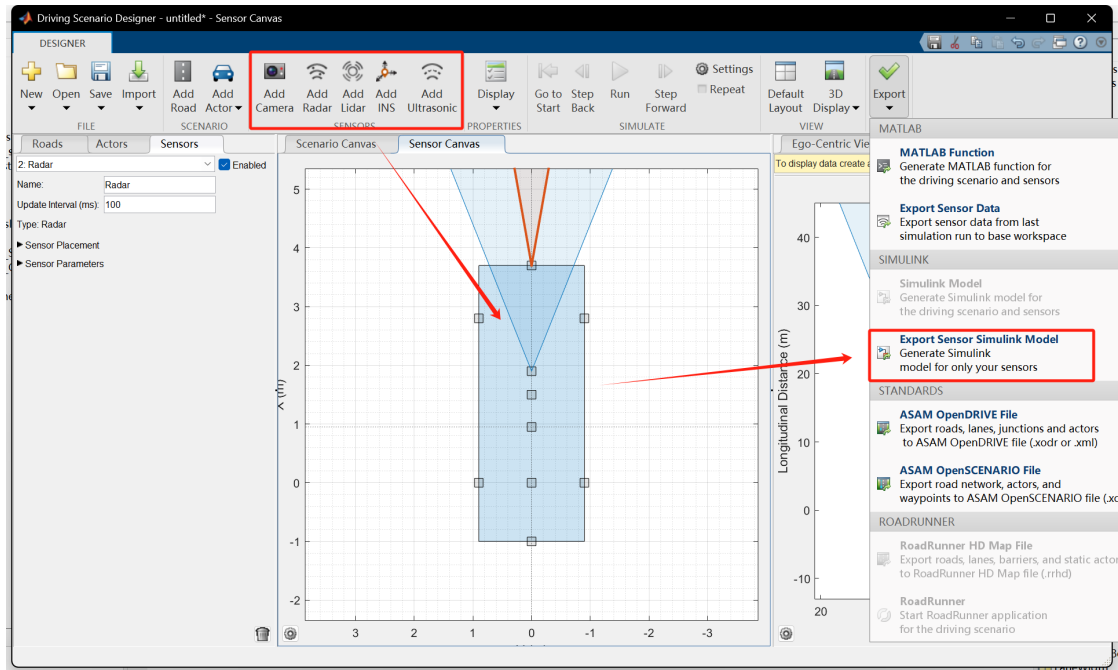 Driving Scenario Designer - untitled* - Sensor Canvas
DESIGNER
New Open Save Import
Add Road
Add Actor
Add Camera
Add Radar
Add Lidar
Add INS
Add Ultrasonic
Display
Go to Start
Step Back
Run
Step Forward
Settings
Repeat
Default Layout
3D Display
Export
FILE SCENARIO SENSORS PROPERTIES SIMULATE VIEW
Roads Actors Sensors
2: Radar Enabled
Name: Radar
Update Interval (ms): 100
Type: Radar
Sensor Placement
Sensor Parameters
Scenario Canvas Sensor Canvas
5
4
3
2
1
0
-1
-2
X (m)
3 2 1 0 -1 -2 -3
Ego-Centric Vie
To display data create a
40
30
20
10
0
-10
Longitudinal Distance (m)
20
MATLAB
MATLAB Function
Generate MATLAB function for
the driving scenario and sensors
Export Sensor Data
Export sensor data from last
simulation run to base workspace
SIMULINK
Simulink Model
Generate Simulink model for
the driving scenario and sensors
Export Sensor Simulink Model
Generate Simulink
model for only your sensors
STANDARDS
ASAM OpenDRIVE File
Export roads, lanes, junctions and actors
to ASAM OpenDRIVE file (.xodr or .xml)
ASAM OpenSCENARIO File
Export road network, actors, and
waypoints to ASAM OpenSCENARIO file (.xo
ROADRUNNER
RoadRunner HD Map File
Export roads, lanes, barriers, and static actor
to RoadRunner HD Map file (.rrhd)
RoadRunner
Start RoadRunner application
for the driving scenario